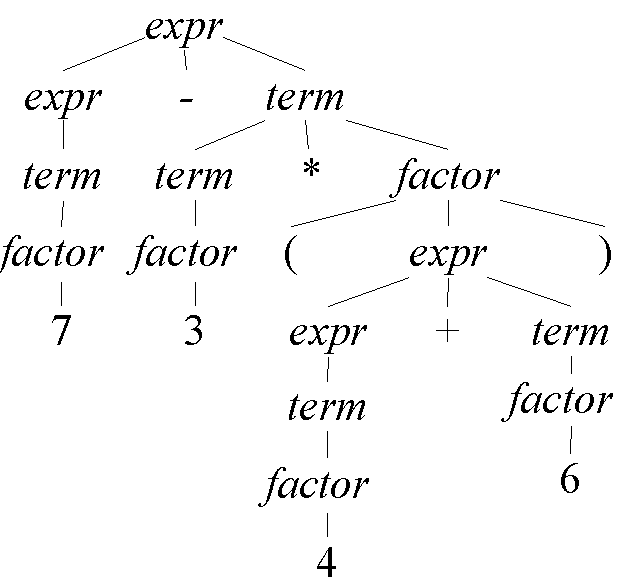 expr
expr - term
term term * factor
factor factor ( expr )
7 3 expr + term
term factor
factor 6
4